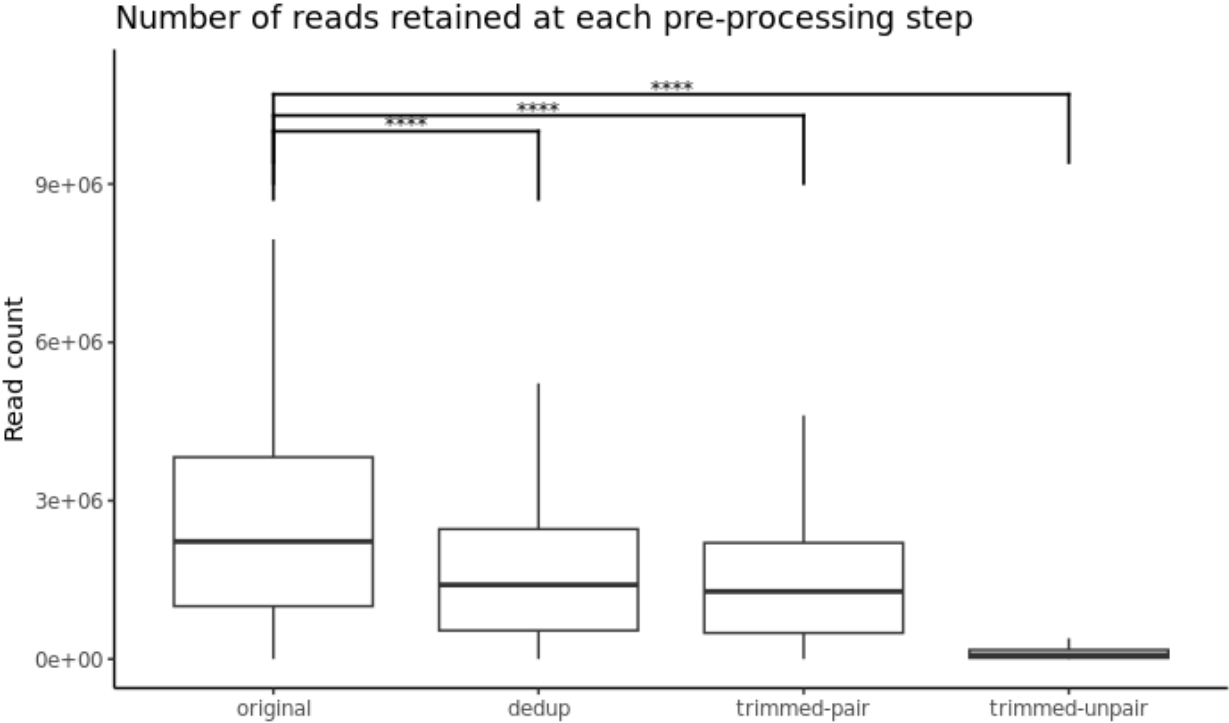 Number of reads retained at each pre-processing step
****
****
****
9e+06
6e+06
3e+06
0e+00
Read count
original dedup trimmed-pair trimmed-unpair